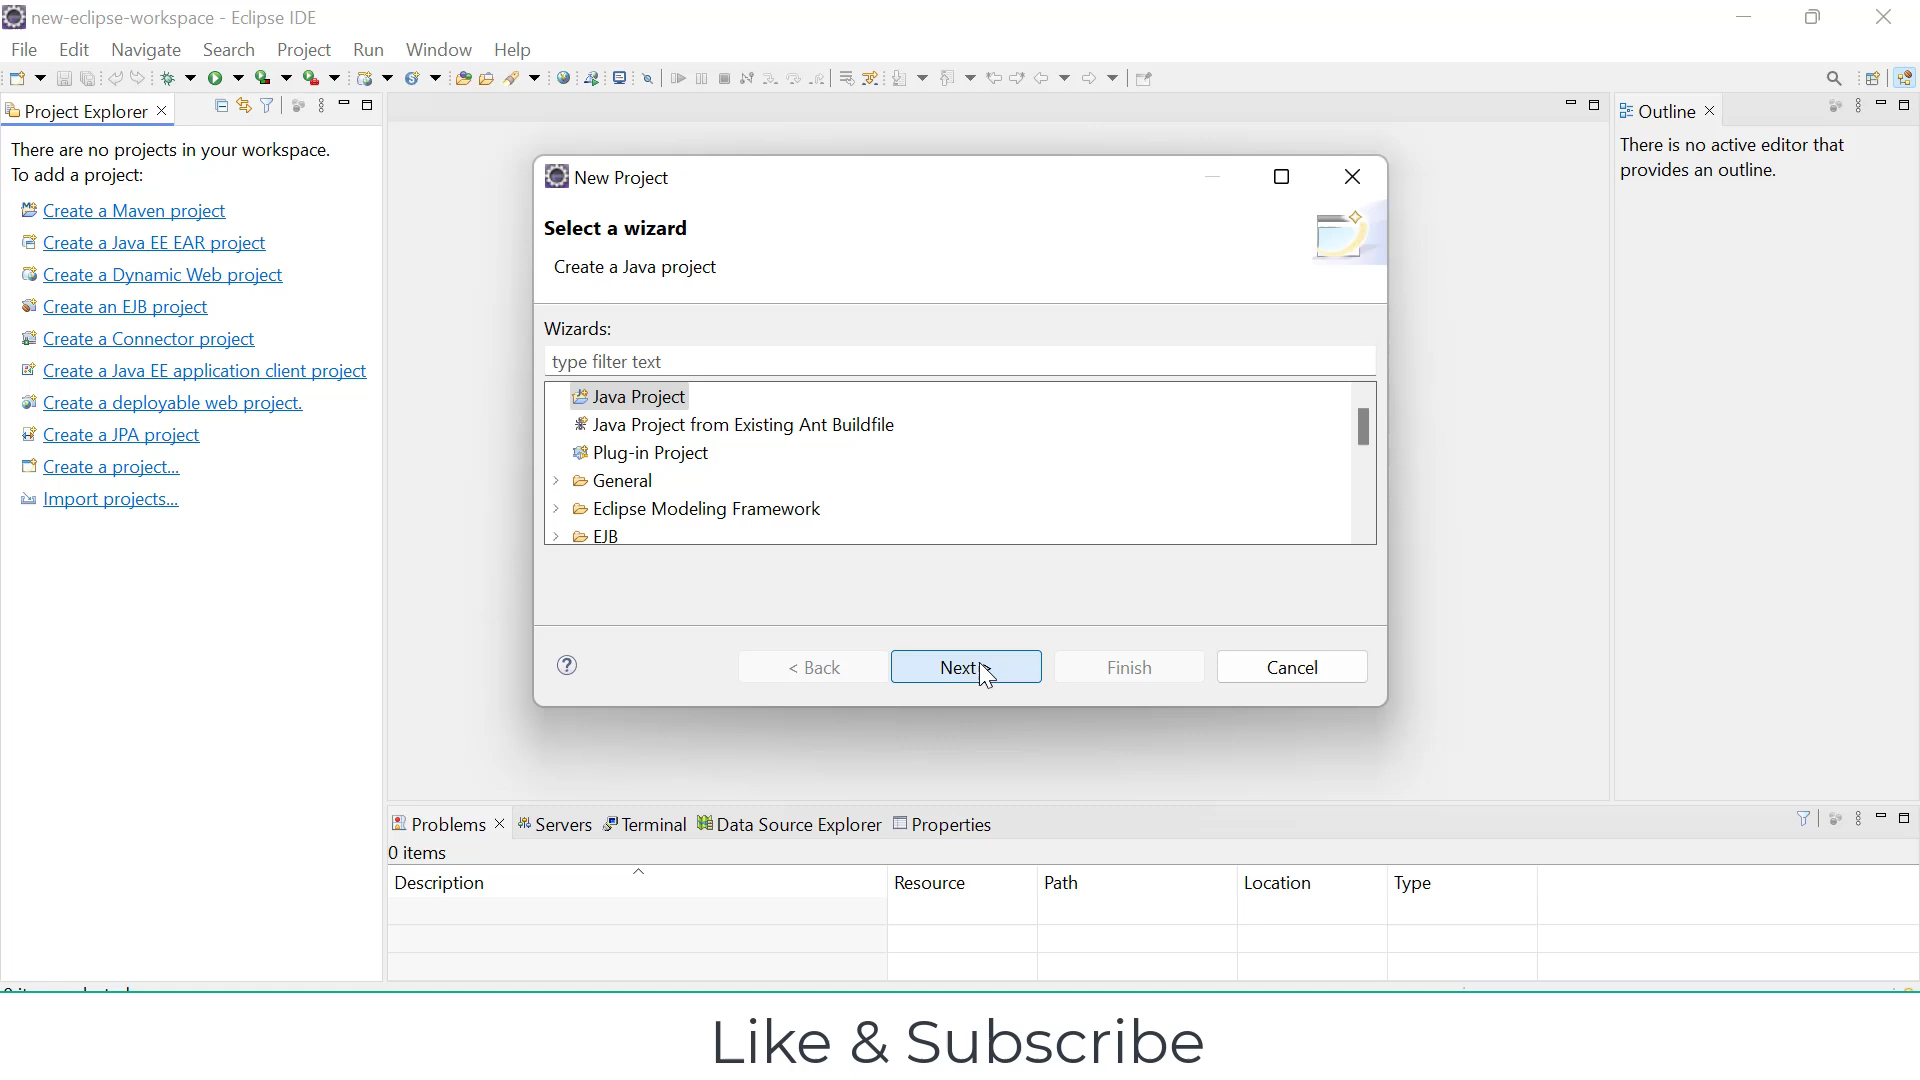 new-eclipse-workspace - Eclipse IDE
File Edit Navigate Search Project Run Window Help
Project Explorer
There are no projects in your workspace.
To add a project:
Create a Maven project
Create a Java EE EAR project
Create a Dynamic Web project
Create an EJB project
Create a Connector project
Create a Java EE application client project
Create a deployable web project.
Create a JPA project
Create a project...
Import projects...
New Project
Select a wizard
Create a Java project
Wizards:
type filter text
Java Project
Java Project from Existing Ant Buildfile
Plug-in Project
General
Eclipse Modeling Framework
EJB
< Back Next > Finish Cancel
Outline
There is no active editor that
provides an outline.
Problems Servers Terminal Data Source Explorer Properties
0 items
Description Resource Path Location Type
Like & Subscribe